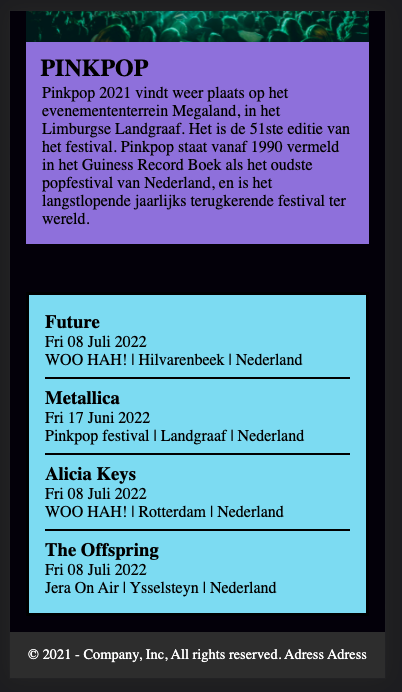 PINKPOP
Pinkpop 2021 vindt weer plaats op het
evenemententerrein Megaland, in het
Limburgse Landgraaf. Het is de 51ste editie van
het festival. Pinkpop staat vanaf 1990 vermeld
in het Guiness Record Boek als het oudste
popfestival van Nederland, en is het
langstlopende jaarlijks terugkerende festival ter
wereld.
Future
Fri 08 Juli 2022
WOO HAH! | Hilvarenbeek | Nederland
Metallica
Fri 17 Juni 2022
Pinkpop festival | Landgraaf | Nederland
Alicia Keys
Fri 08 Juli 2022
WOO HAH! | Rotterdam | Nederland
The Offspring
Fri 08 Juli 2022
Jera On Air | Ysselsteyn | Nederland
© 2021 - Company, Inc, All rights reserved. Adress Adress